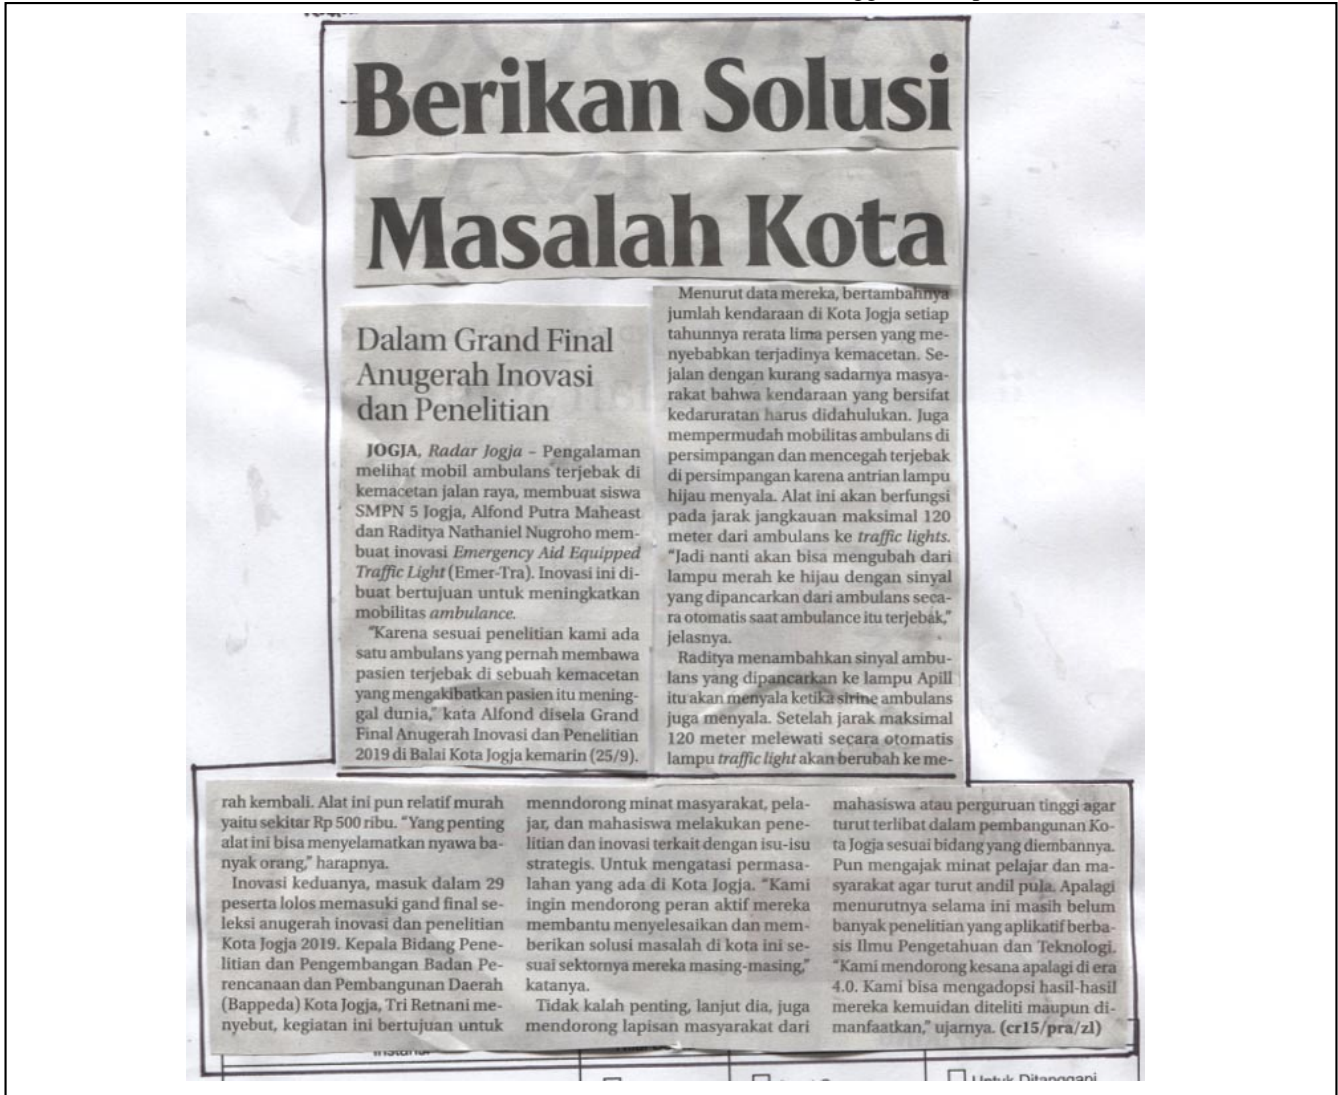 Berikan Solusi
Masalah Kota
Dalam Grand Final
Anugerah Inovasi
dan Penelitian
JOGJA, Radar Jogja – Pengalaman
melihat mobil ambulans terjebak di
kemacetan jalan raya, membuat siswa
SMPN 5 Jogja, Alfond Putra Maheast
dan Raditya Nathaniel Nugroho mem-
buat inovasi Emergency Aid Equipped
Traffic Light (Emer-Tra). Inovasi ini di-
buat bertujuan untuk meningkatkan
mobilitas ambulance.
"Karena sesuai penelitian kami ada
satu ambulans yang pernah membawa
pasien terjebak di sebuah kemacetan
yang mengakibatkan pasien itu mening-
gal dunia," kata Alfond disela Grand
Final Anugerah Inovasi dan Penelitian
2019 di Balai Kota Jogja kemarin (25/9).
Menurut data mereka, bertambahnya
jumlah kendaraan di Kota Jogja setiap
tahunnya rerata lima persen yang me-
nyebabkan terjadinya kemacetan. Se-
jalan dengan kurang sadarnya masya-
rakat bahwa kendaraan yang bersifat
kedaruratan harus didahulukan. Juga
mempermudah mobilitas ambulans di
persimpangan dan mencegah terjebak
di persimpangan karena antrian lampu
hijau menyala. Alat ini akan berfungsi
pada jarak jangkauan maksimal 120
meter dari ambulans ke traffic lights.
"Jadi nanti akan bisa mengubah dari
lampu merah ke hijau dengan sinyal
yang dipancarkan dari ambulans seca-
ra otomatis saat ambulance itu terjebak,"
jelasnya.
Raditya menambahkan sinyal ambu-
lans yang dipancarkan ke lampu Apill
itu akan menyala ketika sirine ambulans
juga menyala. Setelah jarak maksimal
120 meter melewati secara otomatis
lampu traffic light akan berubah ke me-
rah kembali. Alat ini pun relatif murah
yaitu sekitar Rp 500 ribu. "Yang penting
alat ini bisa menyelamatkan nyawa ba-
nyak orang," harapnya.
Inovasi keduanya, masuk dalam 29
peserta lolos memasuki gand final se-
leksi anugerah inovasi dan penelitian
Kota Jogja 2019. Kepala Bidang Pene-
litian dan Pengembangan Badan Pe-
rencanaan dan Pembangunan Daerah
(Bappeda) Kota Jogja, Tri Retnani me-
nyebut, kegiatan ini bertujuan untuk
menndorong minat masyarakat, pela-
jar, dan mahasiswa melakukan pene-
litian dan inovasi terkait dengan isu-isu
strategis. Untuk mengatasi permasa-
lahan yang ada di Kota Jogja. "Kami
ingin mendorong peran aktif mereka
membantu menyelesaikan dan mem-
berikan solusi masalah di kota ini se-
suai sektornya mereka masing-masing,"
katanya.
Tidak kalah penting, lanjut dia, juga
mendorong lapisan masyarakat dari
mahasiswa atau perguruan tinggi agar
turut terlibat dalam pembangunan Ko-
ta Jogja sesuai bidang yang diembannya.
Pun mengajak minat pelajar dan ma-
syarakat agar turut andil pula. Apalagi
menurutnya selama ini masih belum
banyak penelitian yang aplikatif berba-
sis Ilmu Pengetahuan dan Teknologi.
"Kami mendorong kesana apalagi di era
4.0. Kami bisa mengadopsi hasil-hasil
mereka kemuidan diteliti maupun di-
manfaatkan," ujarnya. (cr15/pra/zl)
Untuk Ditanggapi